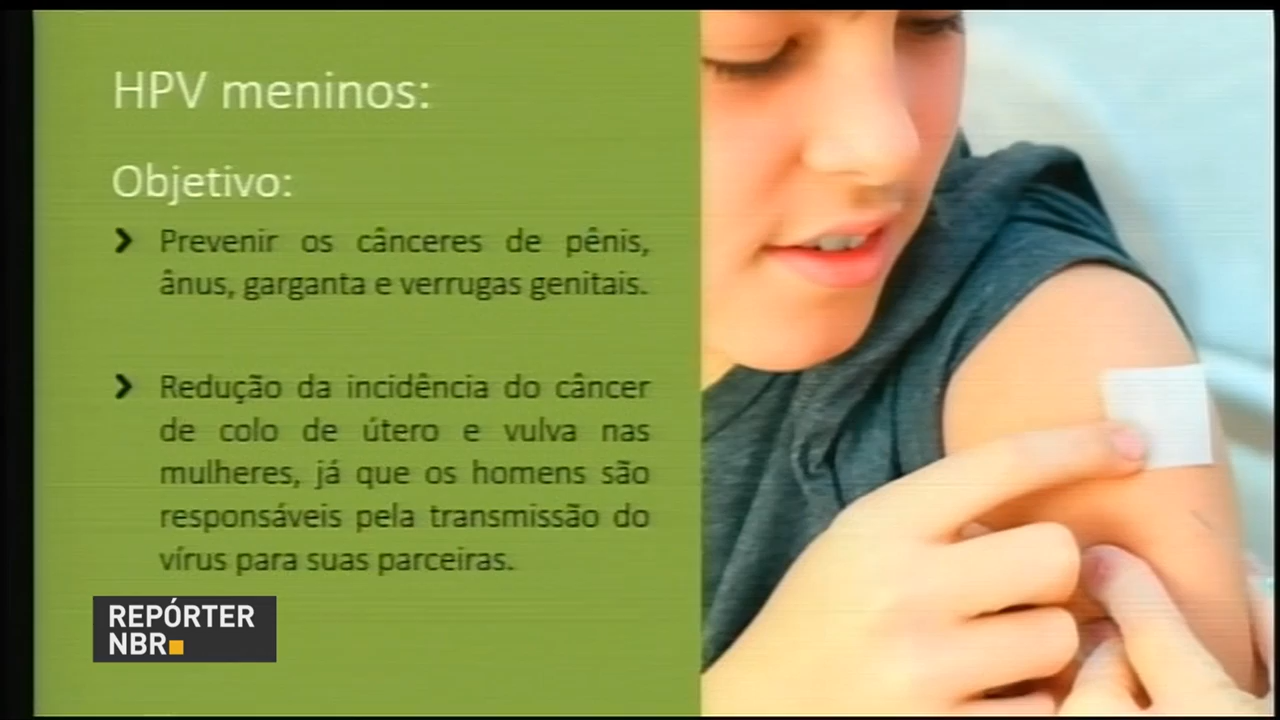 HPV meninos:
Objetivo:
Prevenir os cânceres de pênis,
ânus, garganta e verrugas genitais.
Redução da incidência do câncer
de colo de útero e vulva nas
mulheres, já que os homens são
responsáveis pela transmissão do
vírus para suas parceiras.
REPÓRTER
NBR